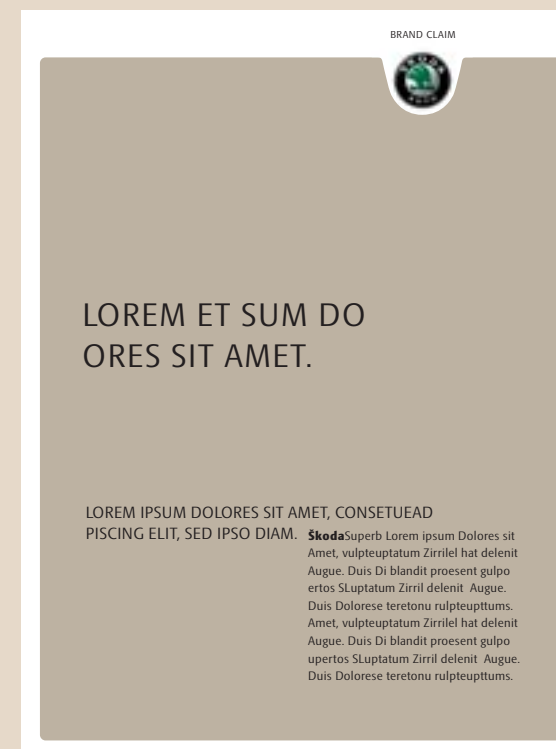 BRAND CLAIM
ŠKODA
AUTO
LOREM ET SUM DO
ORES SIT AMET.
LOREM IPSUM DOLORES SIT AMET, CONSETUEAD
PISCING ELIT, SED IPSO DIAM.
ŠkodaSuperb Lorem ipsum Dolores sit
Amet, vulpteuptatum Zirrilel hat delenit
Augue. Duis Di blandit proesent gulpo
ertos SLuptatum Zirril delenit  Augue.
Duis Dolorese teretonu rulpteupttums.
Amet, vulpteuptatum Zirrilel hat delenit
Augue. Duis Di blandit proesent gulpo
upertos SLuptatum Zirril delenit  Augue.
Duis Dolorese teretonu rulpteupttums.